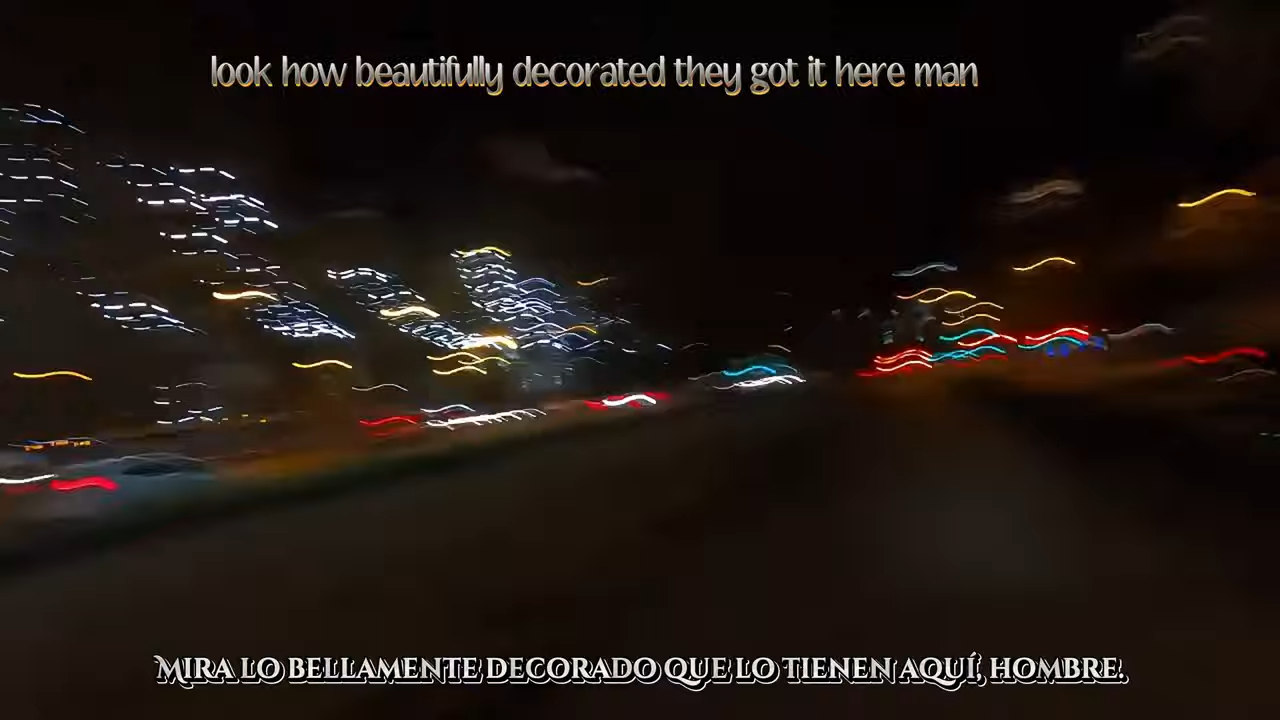 look how beautifully decorated they got it here man
MIRA LO BELLAMENTE DECORADO QUE LO TIENEN AQUÍ, HOMBRE.